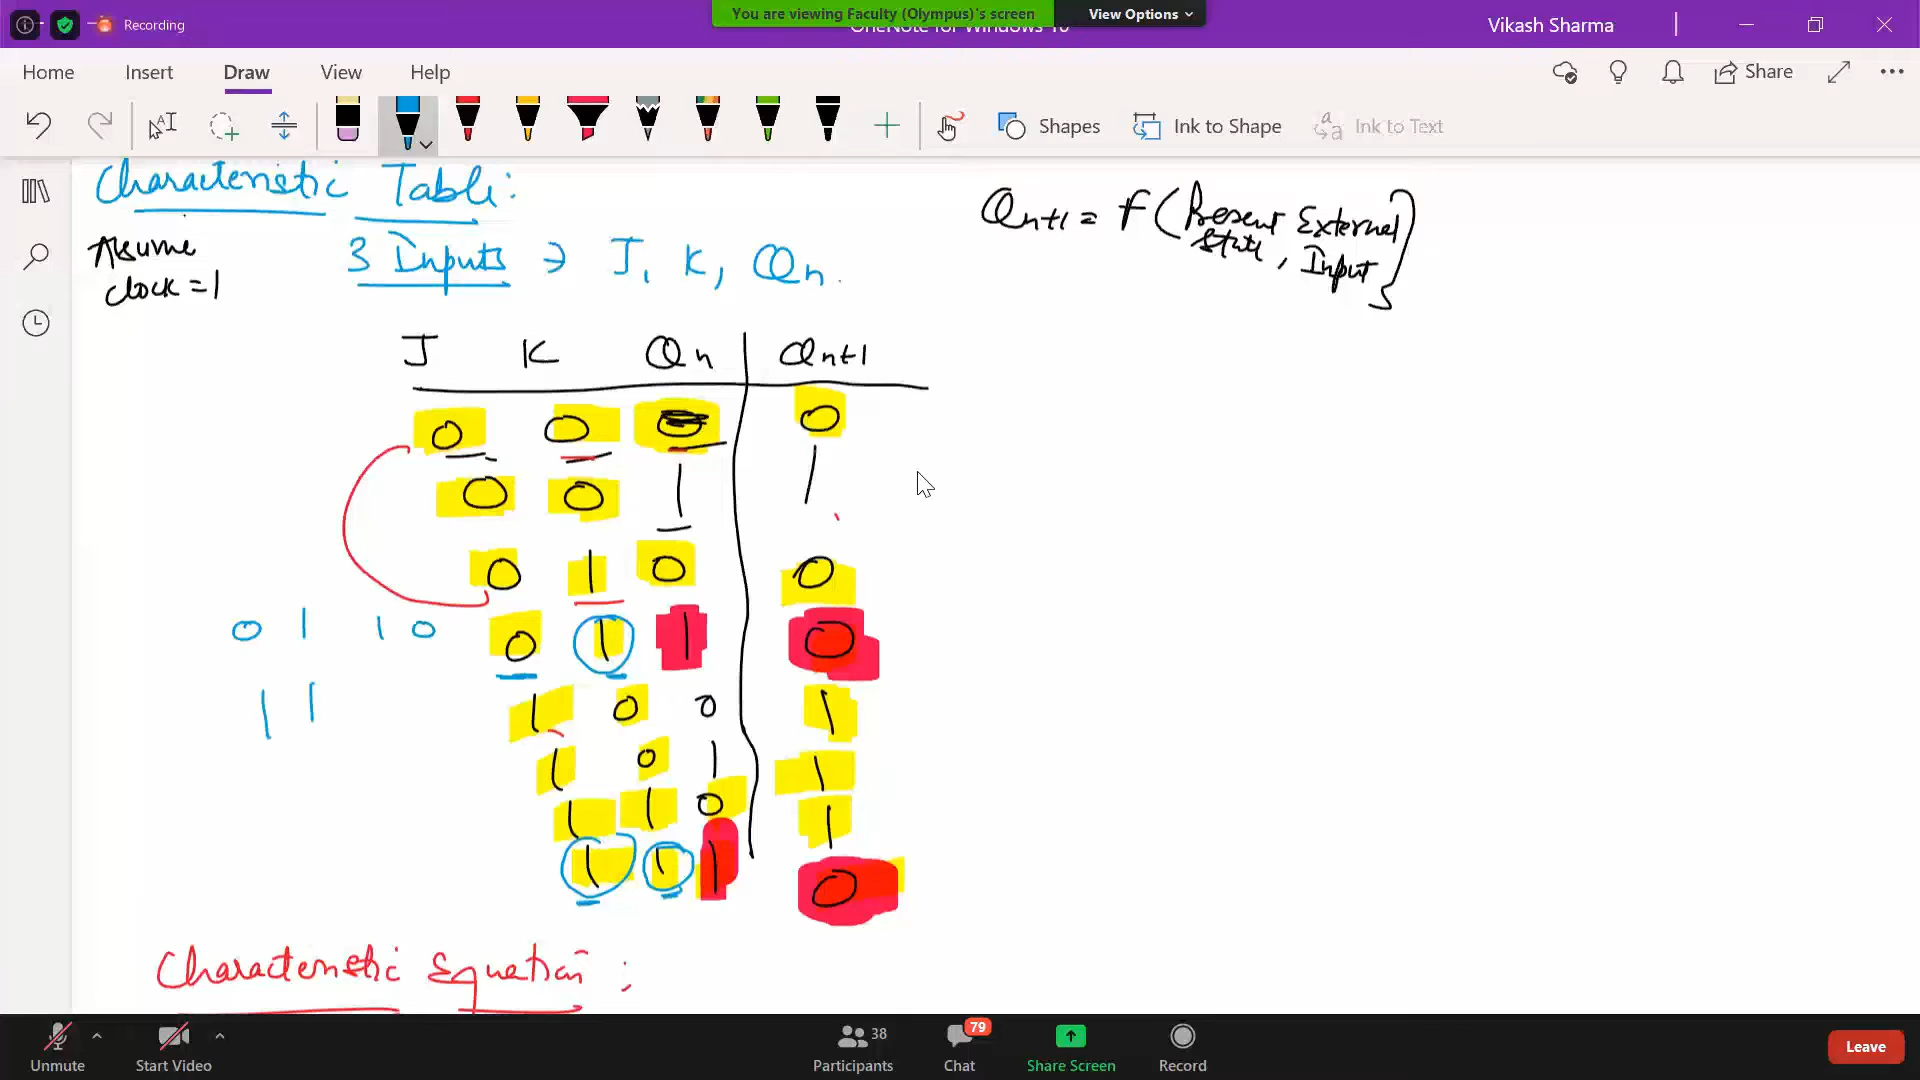 You are viewing Faculty (Olympus)'s screen
View Options
Recording
Vikash Sharma
Home Insert Draw View Help
Share
Shapes
Ink to Shape
Ink to Text
Characteristic Table:
Assume
clock = 1
3 Inputs → J, K, Qn.
Qn+1 = F (Present External
State, Input)
J K Qn Qn+1
0 0 0 0
0 0 1 1
0 1 0 0
0 1 1 0
0 1 1 0
1 0 0 1
1 1
1 0 1 1
1 1 0 1
1 1 1 0
Characteristic Equation :
38
79
Unmute
Start Video
Participants
Chat
Share Screen
Record
Leave